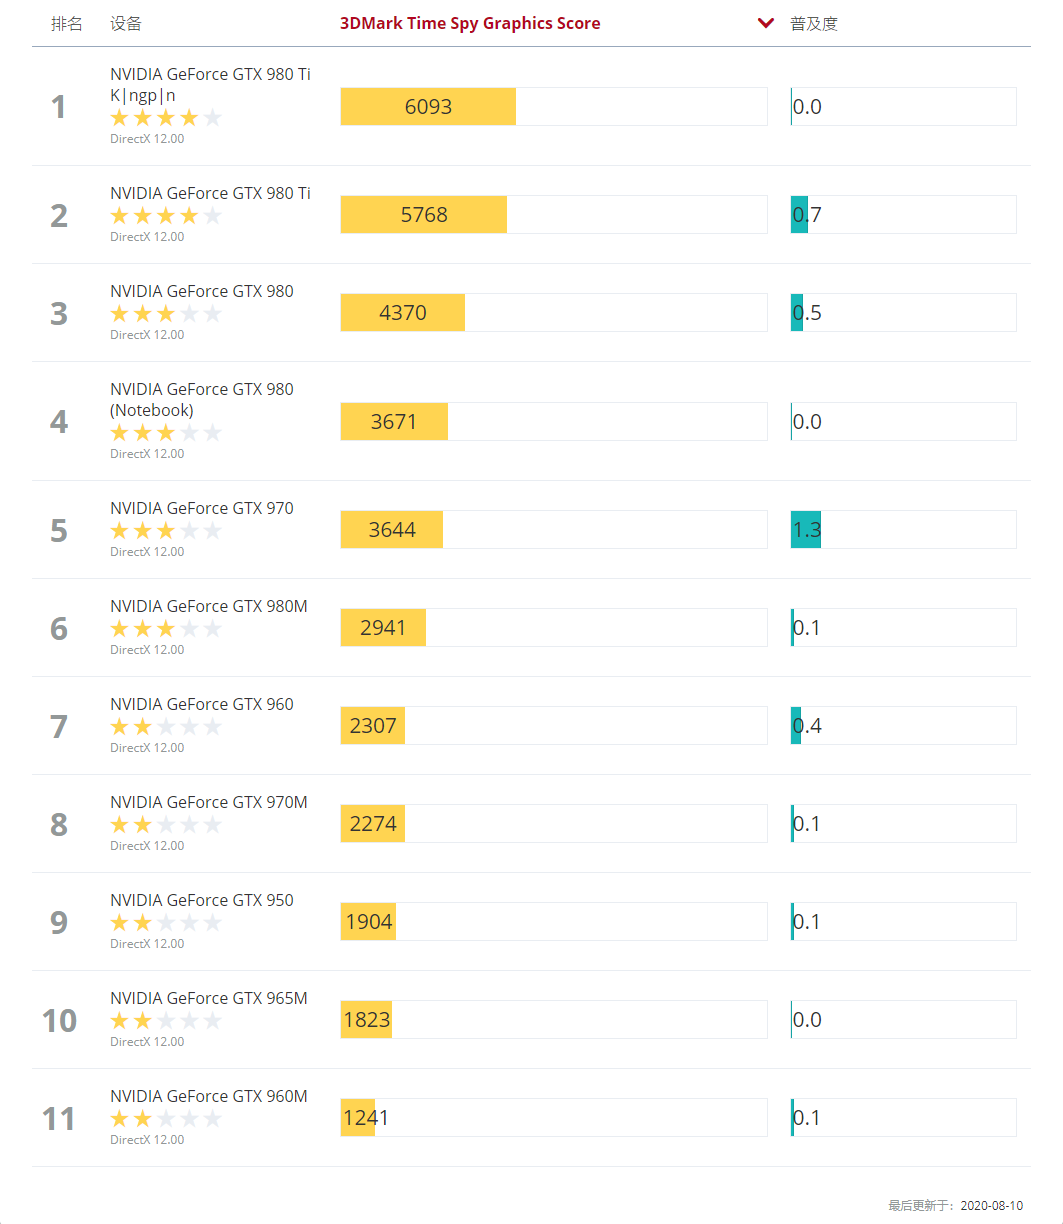 排名 设备 3DMark Time Spy Graphics Score 普及度
NVIDIA GeForce GTX 980 Ti
K|ngp|n
1 6093 0.0
DirectX 12.00
NVIDIA GeForce GTX 980 Ti
2 5768 0.7
DirectX 12.00
NVIDIA GeForce GTX 980
3 4370 0.5
DirectX 12.00
NVIDIA GeForce GTX 980
(Notebook)
4 3671 0.0
DirectX 12.00
NVIDIA GeForce GTX 970
5 3644 1.3
DirectX 12.00
NVIDIA GeForce GTX 980M
6 2941 0.1
DirectX 12.00
NVIDIA GeForce GTX 960
7 2307 0.4
DirectX 12.00
NVIDIA GeForce GTX 970M
8 2274 0.1
DirectX 12.00
NVIDIA GeForce GTX 950
9 1904 0.1
DirectX 12.00
NVIDIA GeForce GTX 965M
10 1823 0.0
DirectX 12.00
NVIDIA GeForce GTX 960M
11 1241 0.1
DirectX 12.00
最后更新于：2020-08-10